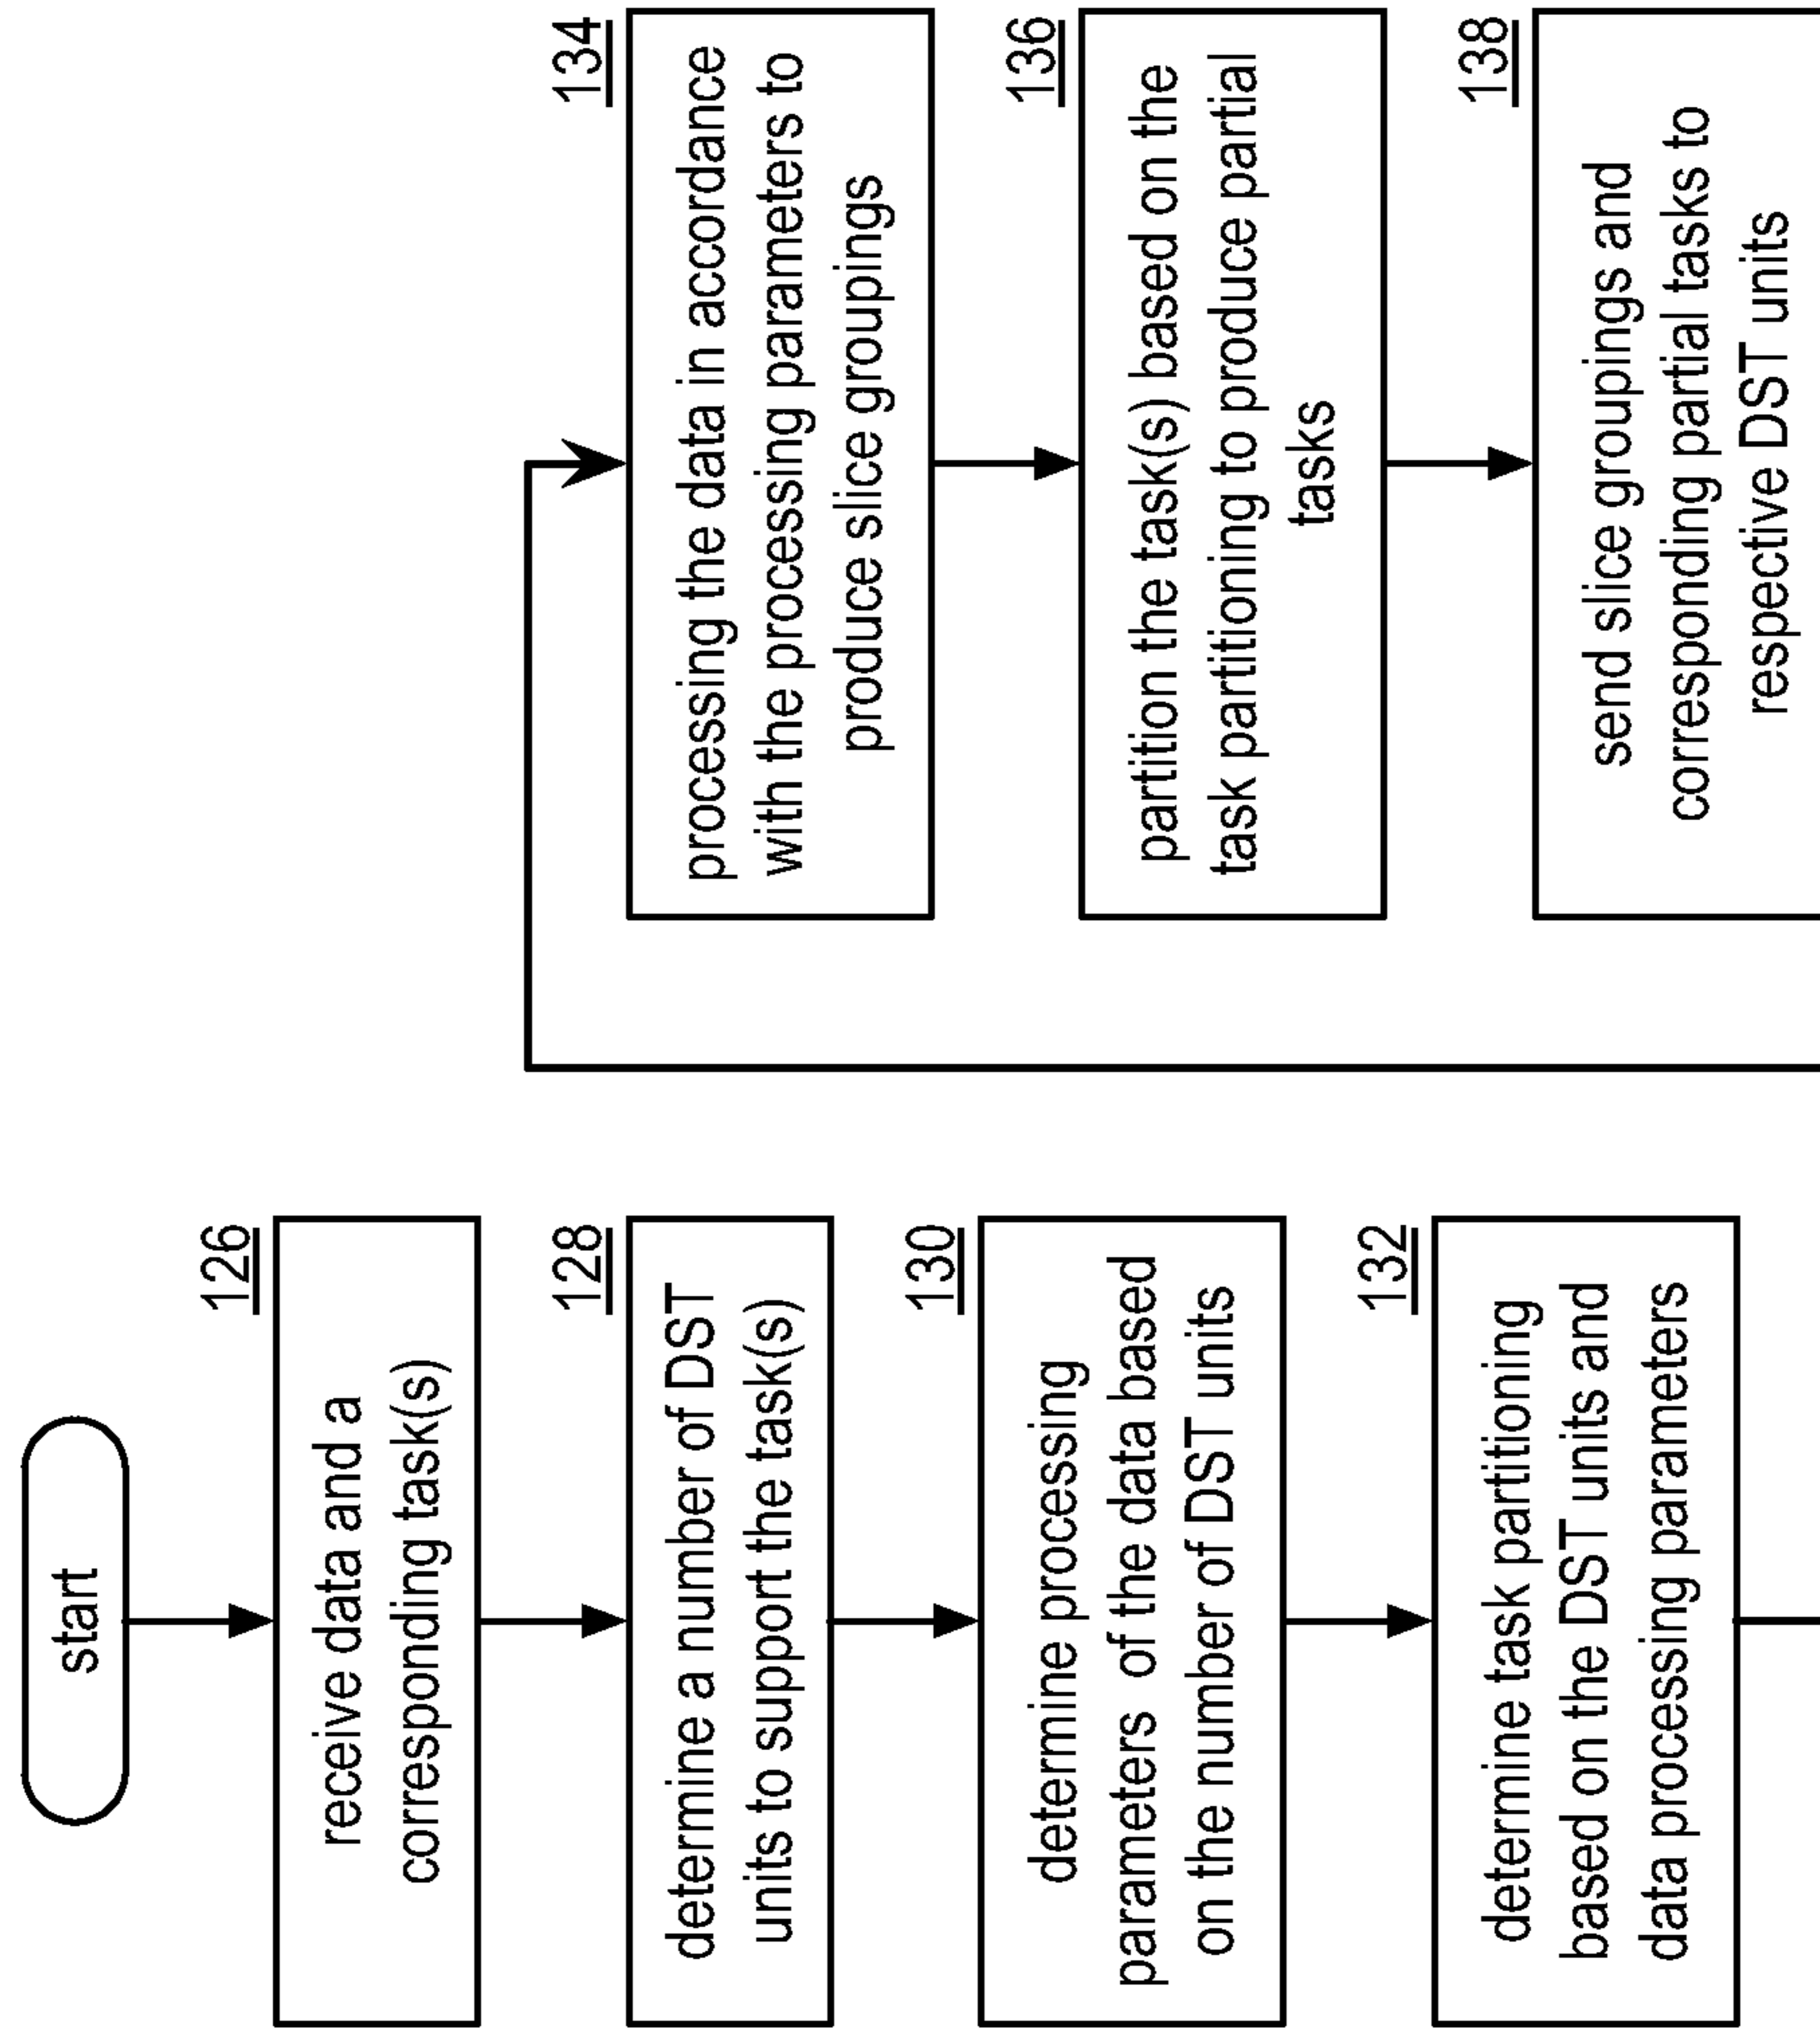 start
126
receive data and a
corresponding task(s)
128
determine a number of DST
units to support the task(s)
130
determine processing
parameters of the data based
on the number of DST units
132
determine task partitioning
based on the DST units and
data processing parameters
134
processing the data in accordance
with the processing parameters to
produce slice groupings
136
partition the task(s) based on the
task partitioning to produce partial
tasks
138
send slice groupings and
corresponding partial tasks to
respective DST units